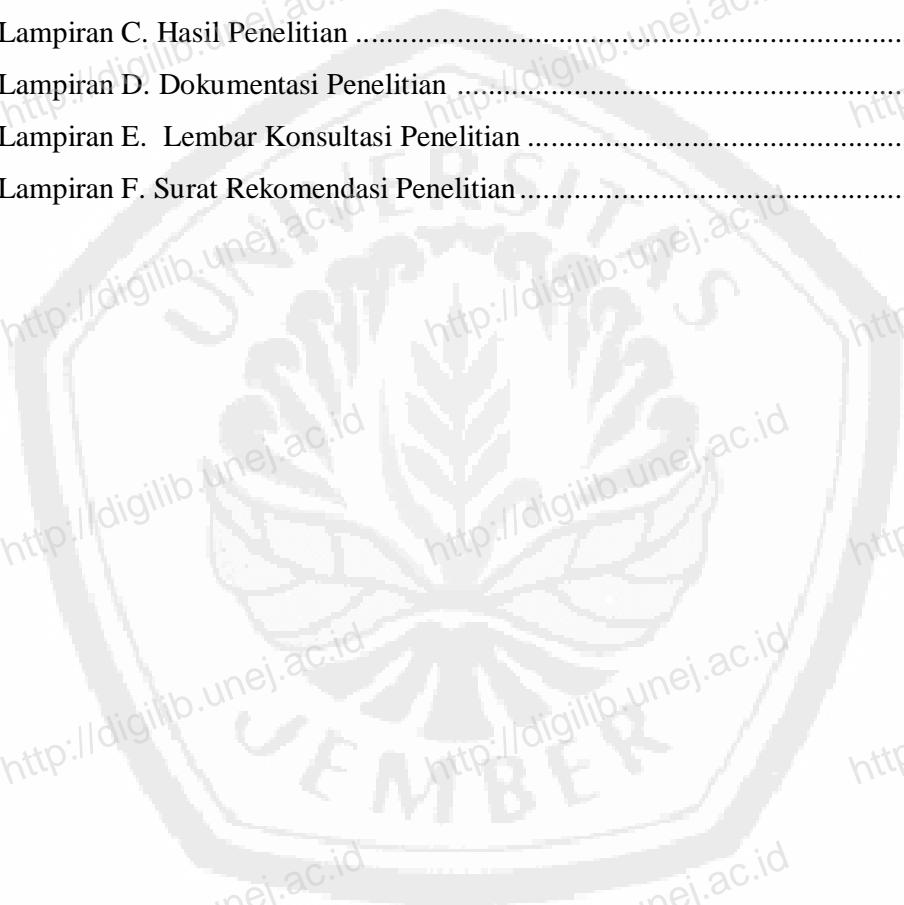 Lampiran C. Hasil Penelitian ........................................................................
Lampiran D. Dokumentasi Penelitian ..........................................................
Lampiran E.  Lembar Konsultasi Penelitian .................................................
Lampiran F. Surat Rekomendasi Penelitian ..................................................
UNIVERSITAS
JEMBER
http://digilib.unej.ac.id
http://digilib.unej.ac.id
http://digilib.unej.ac.id
http://digilib.unej.ac.id
http://digilib.unej.ac.id
http://digilib.unej.ac.id
http://digilib.unej.ac.id
http://digilib.unej.ac.id